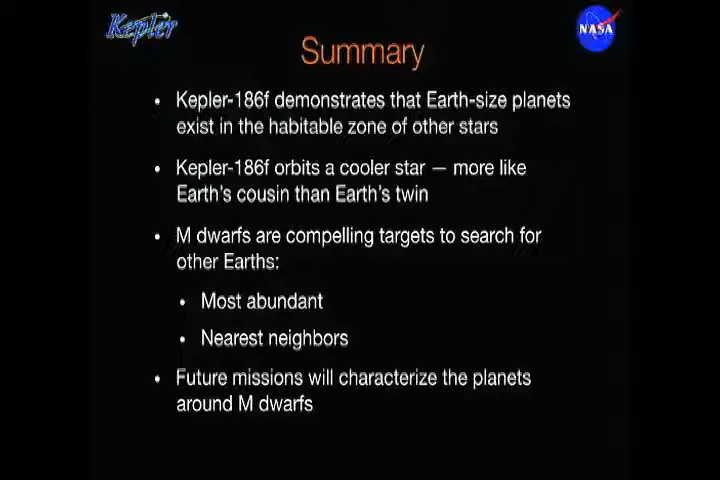 Kepler
NASA
Summary
• Kepler-186f demonstrates that Earth-size planets
exist in the habitable zone of other stars
• Kepler-186f orbits a cooler star — more like
Earth's cousin than Earth's twin
• M dwarfs are compelling targets to search for
other Earths:
• Most abundant
• Nearest neighbors
• Future missions will characterize the planets
around M dwarfs